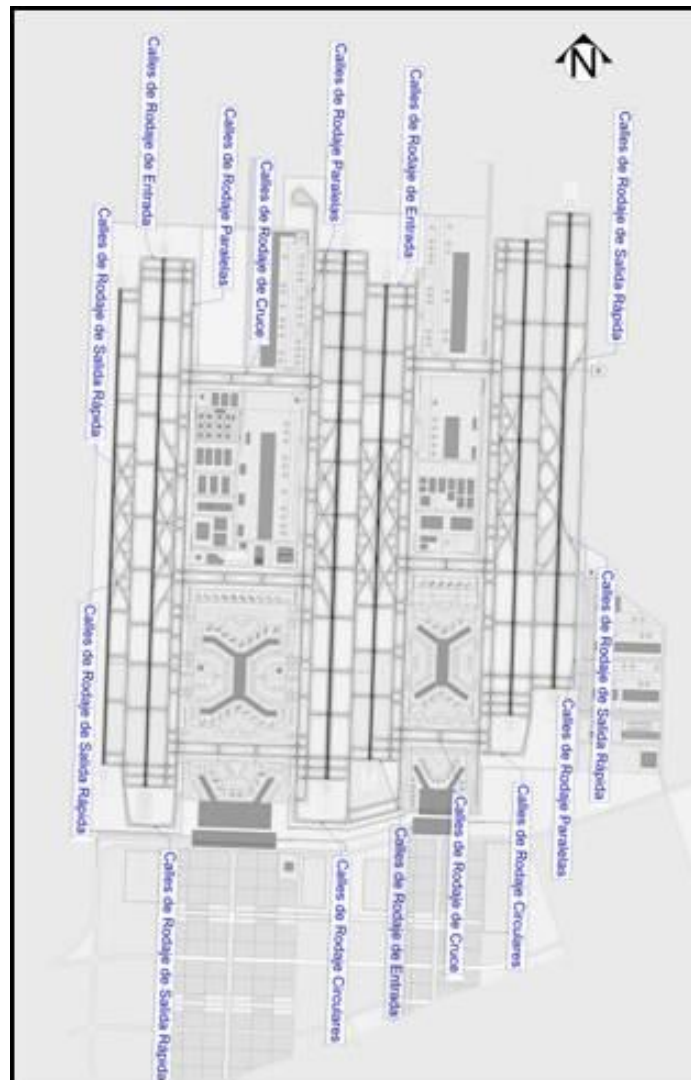 N
Calles de Rodaje de Entrada
Calles de Rodaje Paralelas
Calles de Rodaje de Cruce
Calles de Rodaje Paralelas
Calles de Rodaje de Entrada
Calles de Rodaje de Salida Rápida
Calles de Rodaje de Salida Rápida
Calles de Rodaje de Salida Rápida
Calles de Rodaje de Salida Rápida
Calles de Rodaje Paralelas
Calles de Rodaje Circulares
Calles de Rodaje de Cruce
Calles de Rodaje de Entrada
Calles de Rodaje Circulares
Calles de Rodaje de Salida Rápida